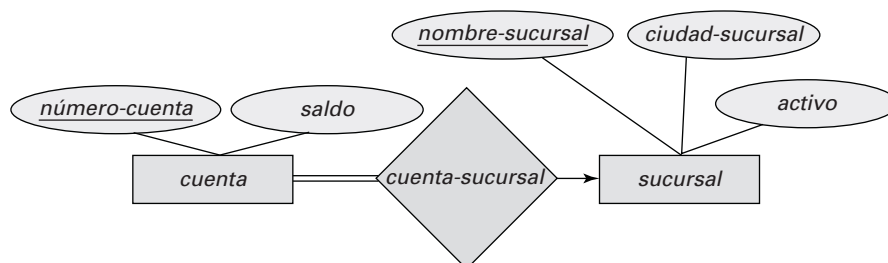 nombre-sucursal
ciudad-sucursal
número-cuenta
saldo
activo
cuenta
cuenta-sucursal
sucursal